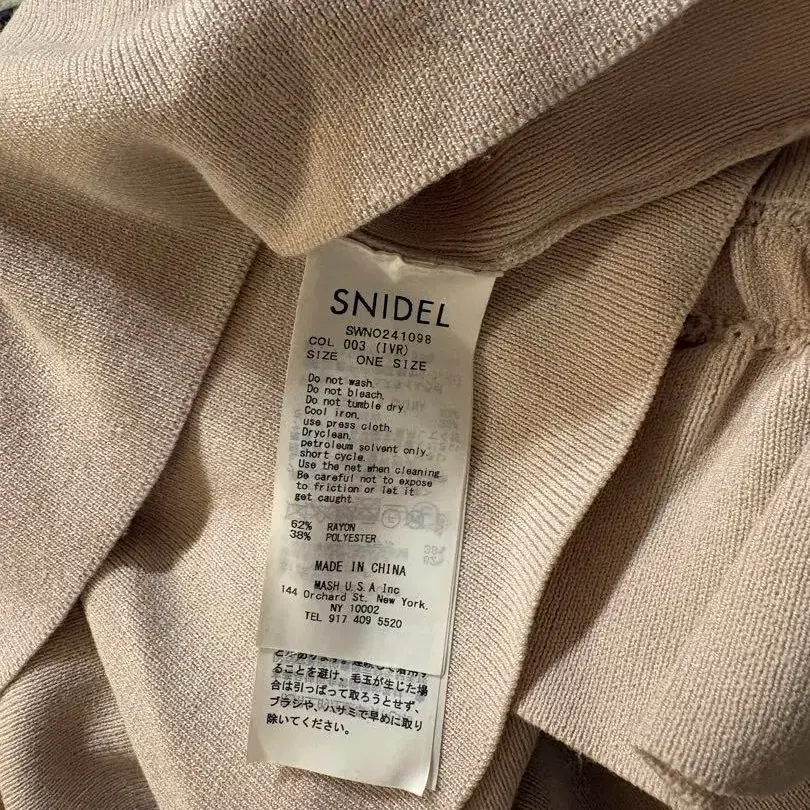 SNIDEL
SWNO241098
COL 003 (IVR)
SIZE ONE SIZE
Do not wash.
Do not bleach.
Do not tumble dry
Cool iron.
use press cloth.
Dryclean,
petroleum solvent only.
short cycle.
Use the net when cleaning.
Be careful not to expose
to friction or let it
get caught.
62% RAYON
38% POLYESTER
MADE IN CHINA
MASH U.S.A Inc
144 Orchard St. New York.
NY 10002
TEL 917 409 5520
ることを避け、毛玉が生じた場
合は引っぱって取ろうとせず、
ブラシや、ハサミで早めに取り
除いてください。